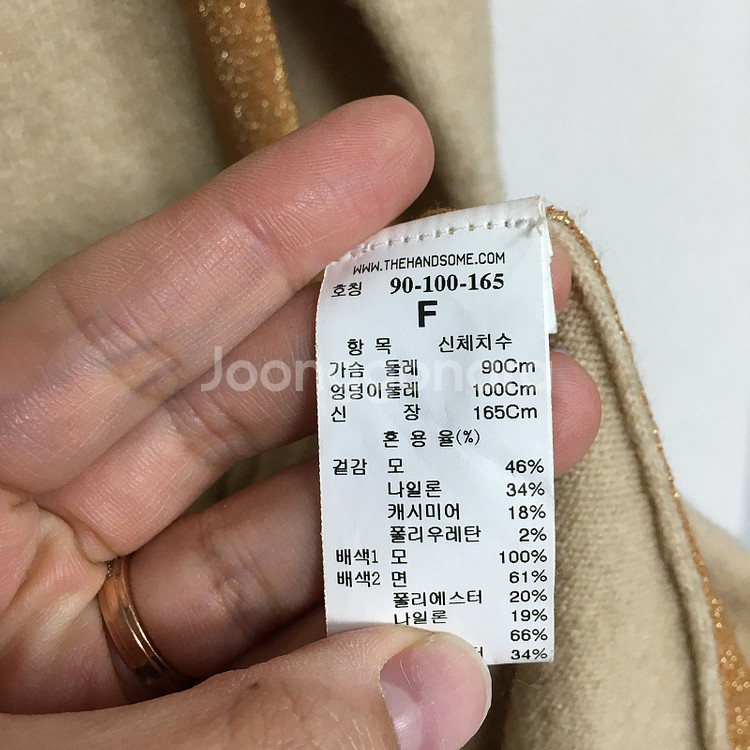 WWW.THEHANDSOME.COM
호칭 90-100-165
F
항 목 신체치수
가슴 둘레 90Cm
엉덩이둘레 100Cm
신 장 165Cm
혼 용 율(%)
겉감 모 46%
나일론 34%
캐시미어 18%
폴리우레탄 2%
배색1 모 100%
배색2 면 61%
폴리에스터 20%
나일론 19%
66%
터 34%